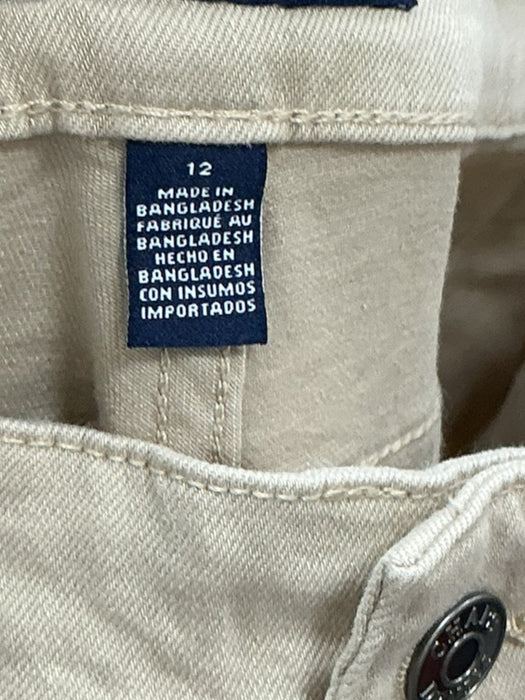 12
MADE IN
BANGLADESH
FABRIQUÉ AU
BANGLADESH
HECHO EN
BANGLADESH
CON INSUMOS
IMPORTADOS